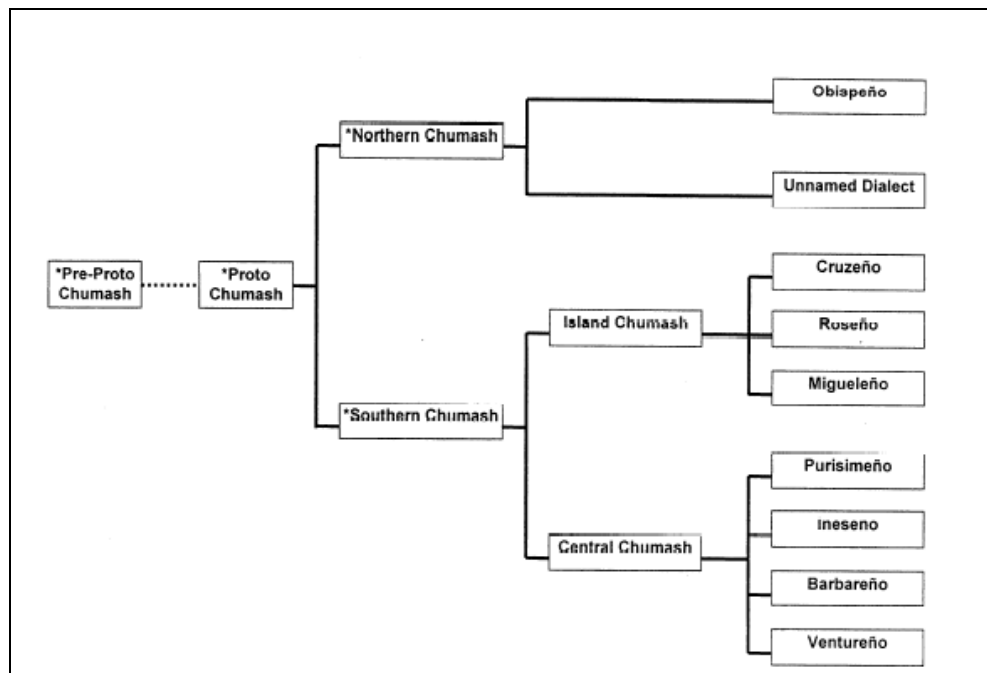 Obispeño
*Northern Chumash
Unnamed Dialect
*Pre-Proto
Chumash
*Proto
Chumash
Cruzeño
Island Chumash
Roseño
Migueleño
*Southern Chumash
Purisimeño
Ineseno
Central Chumash
Barbareño
Ventureño